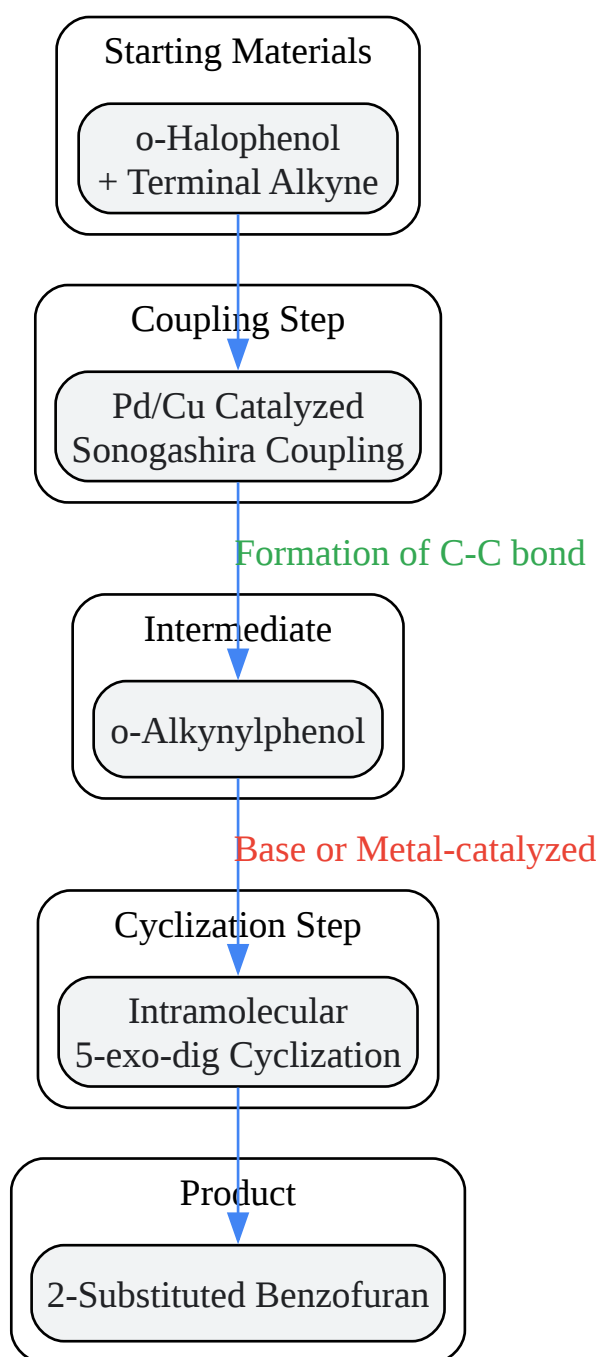 Starting Materials
o-Halophenol
+ Terminal Alkyne
Coupling Step
Pd/Cu Catalyzed
Sonogashira Coupling
Formation of C-C bond
Intermediate
o-Alkynylphenol
Base or Metal-catalyzed
Cyclization Step
Intramolecular
5-exo-dig Cyclization
Product
2-Substituted Benzofuran